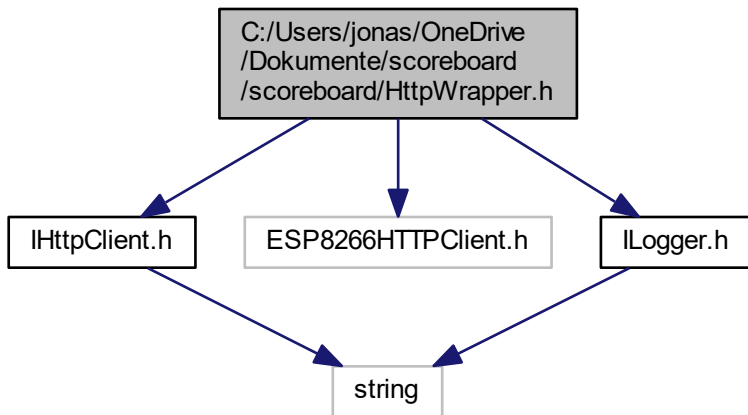 C:/Users/jonas/OneDrive
/Dokumente/scoreboard
/scoreboard/HttpWrapper.h
IHttpClient.h
ESP8266HTTPClient.h
ILogger.h
string